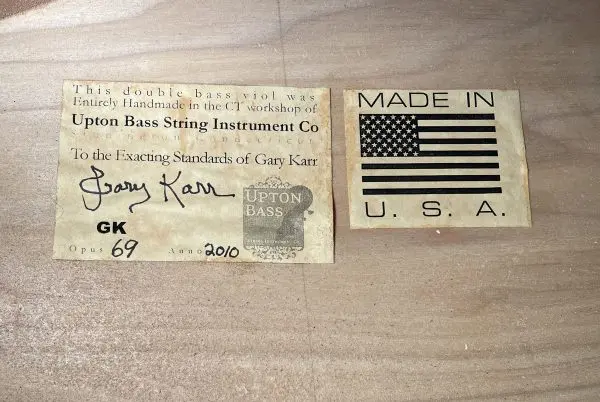 This double bass viol was
Entirely Handmade in the CT workshop of
Upton Bass String Instrument Co
To the Exacting Standards of Gary Karr
Gary Karr
GK
Opus 69 Anno 2010
UPTON
BASS
MADE IN
U. S. A.